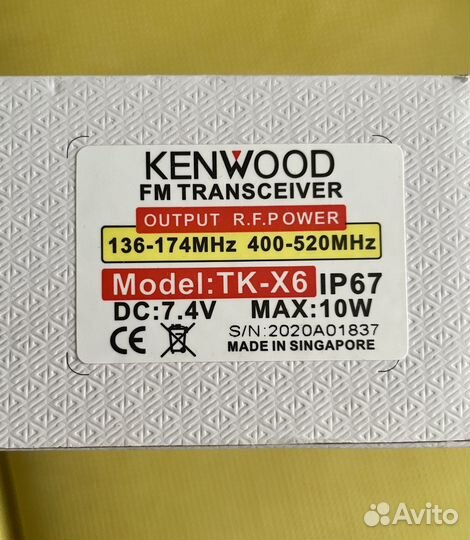 KENWOOD
FM TRANSCEIVER
OUTPUT R.F.POWER
136-174MHz 400-520MHz
Model:TK-X6 IP67
DC:7.4V MAX:10W
S/N:2020A01837
CE MADE IN SINGAPORE
Avito